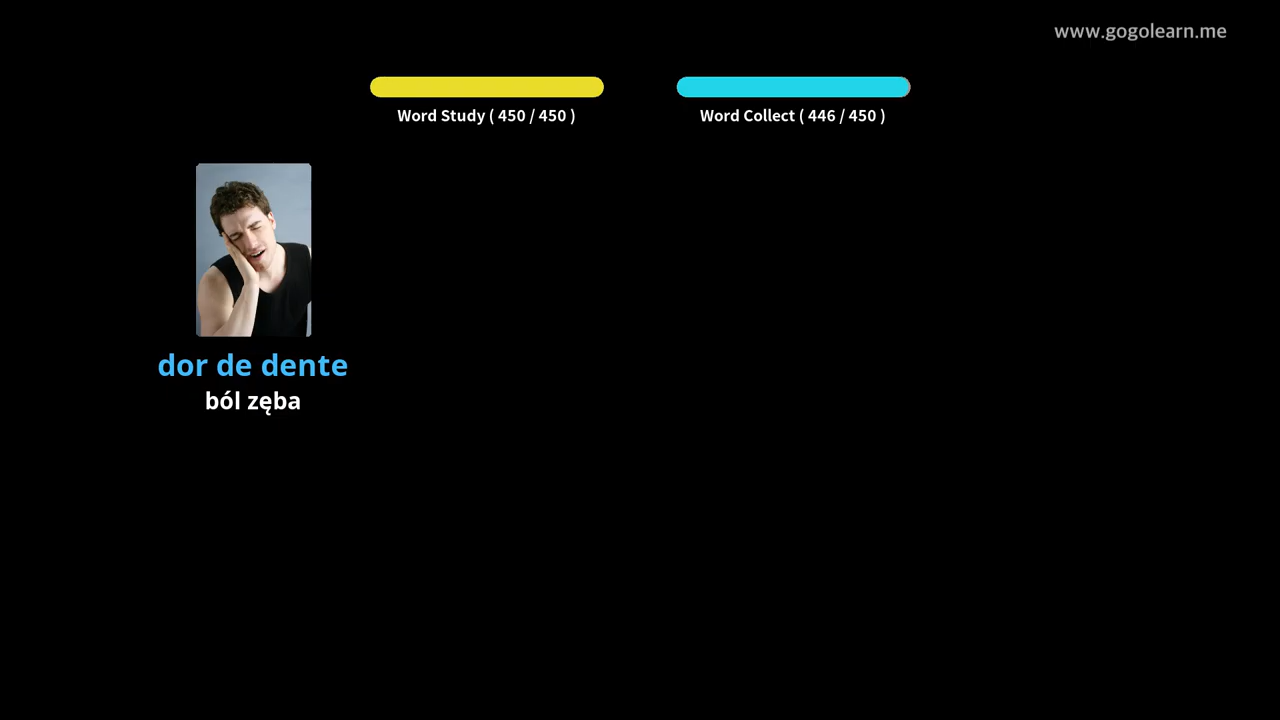 www.gogolearn.me
Word Study ( 450 / 450 )
Word Collect ( 446 / 450 )
dor de dente
ból zęba